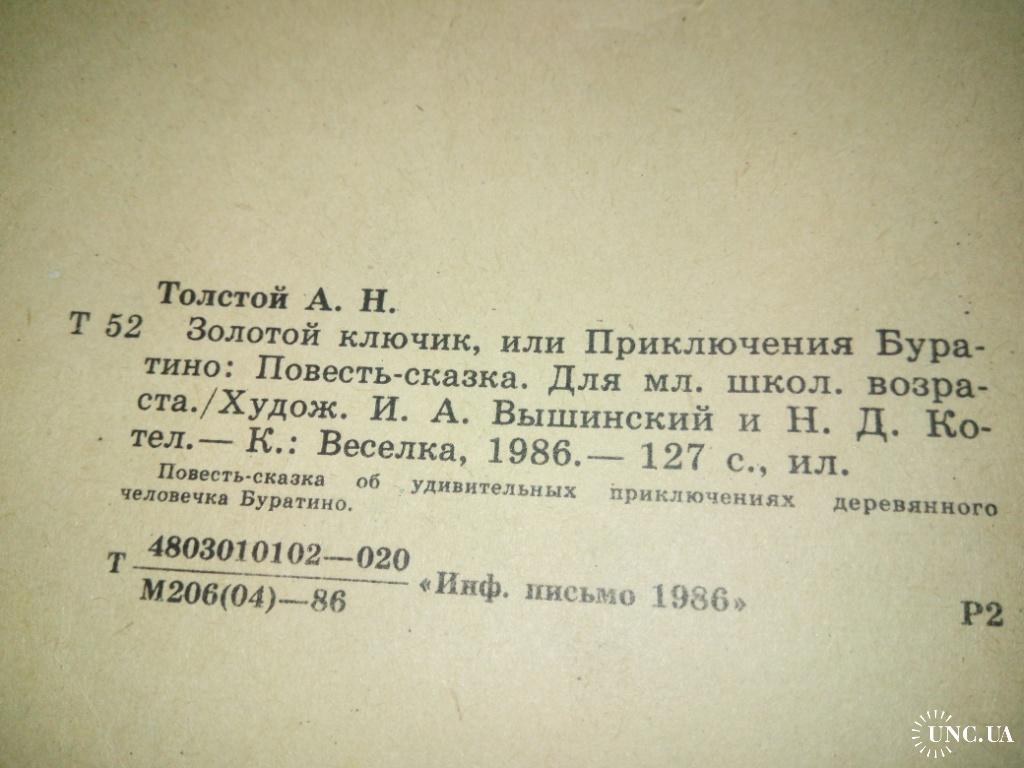 Толстой А. Н.
Т 52 Золотой ключик, или Приключения Бура-
тино: Повесть-сказка. Для мл. школ. возра-
ста./Худож. И. А. Вышинский и Н. Д. Ко-
тел.— К.: Веселка, 1986.— 127 с., ил.
Повесть-сказка об удивительных приключениях деревянного
человечка Буратино.
Т 4803010102—020
М206(04)—86
«Инф. письмо 1986»
Р2
UNC.UA